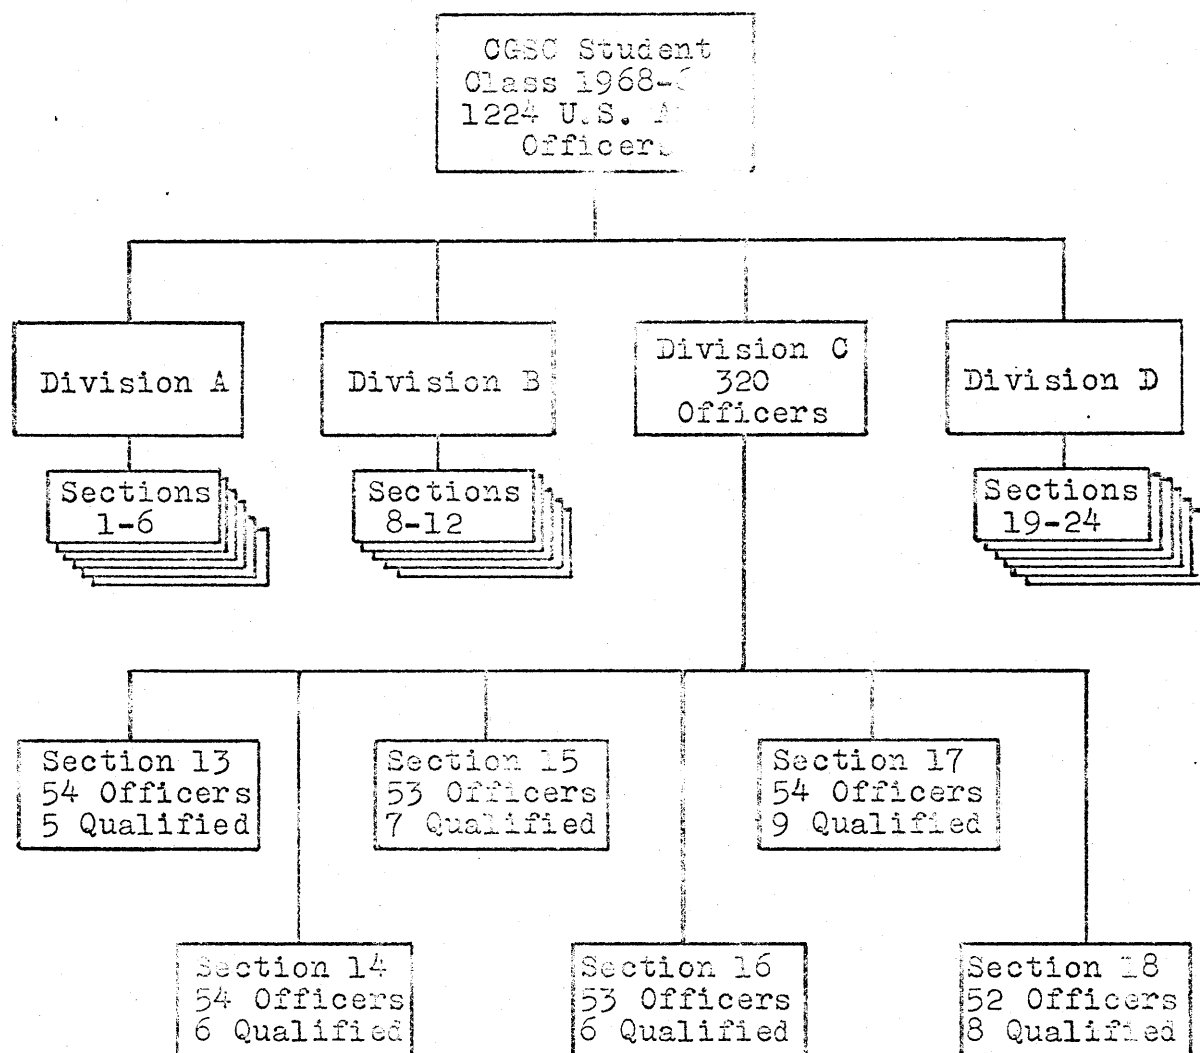 CGSC Student
Class 1968-
1224 U.S.
Officers
Division A
Division B
Division C
320
Officers
Division D
Sections
1-6
Sections
8-12
Sections
19-24
Section 13
54 Officers
5 Qualified
Section 15
53 Officers
7 Qualified
Section 17
54 Officers
9 Qualified
Section 14
54 Officers
6 Qualified
Section 16
53 Officers
6 Qualified
Section 18
52 Officers
8 Qualified